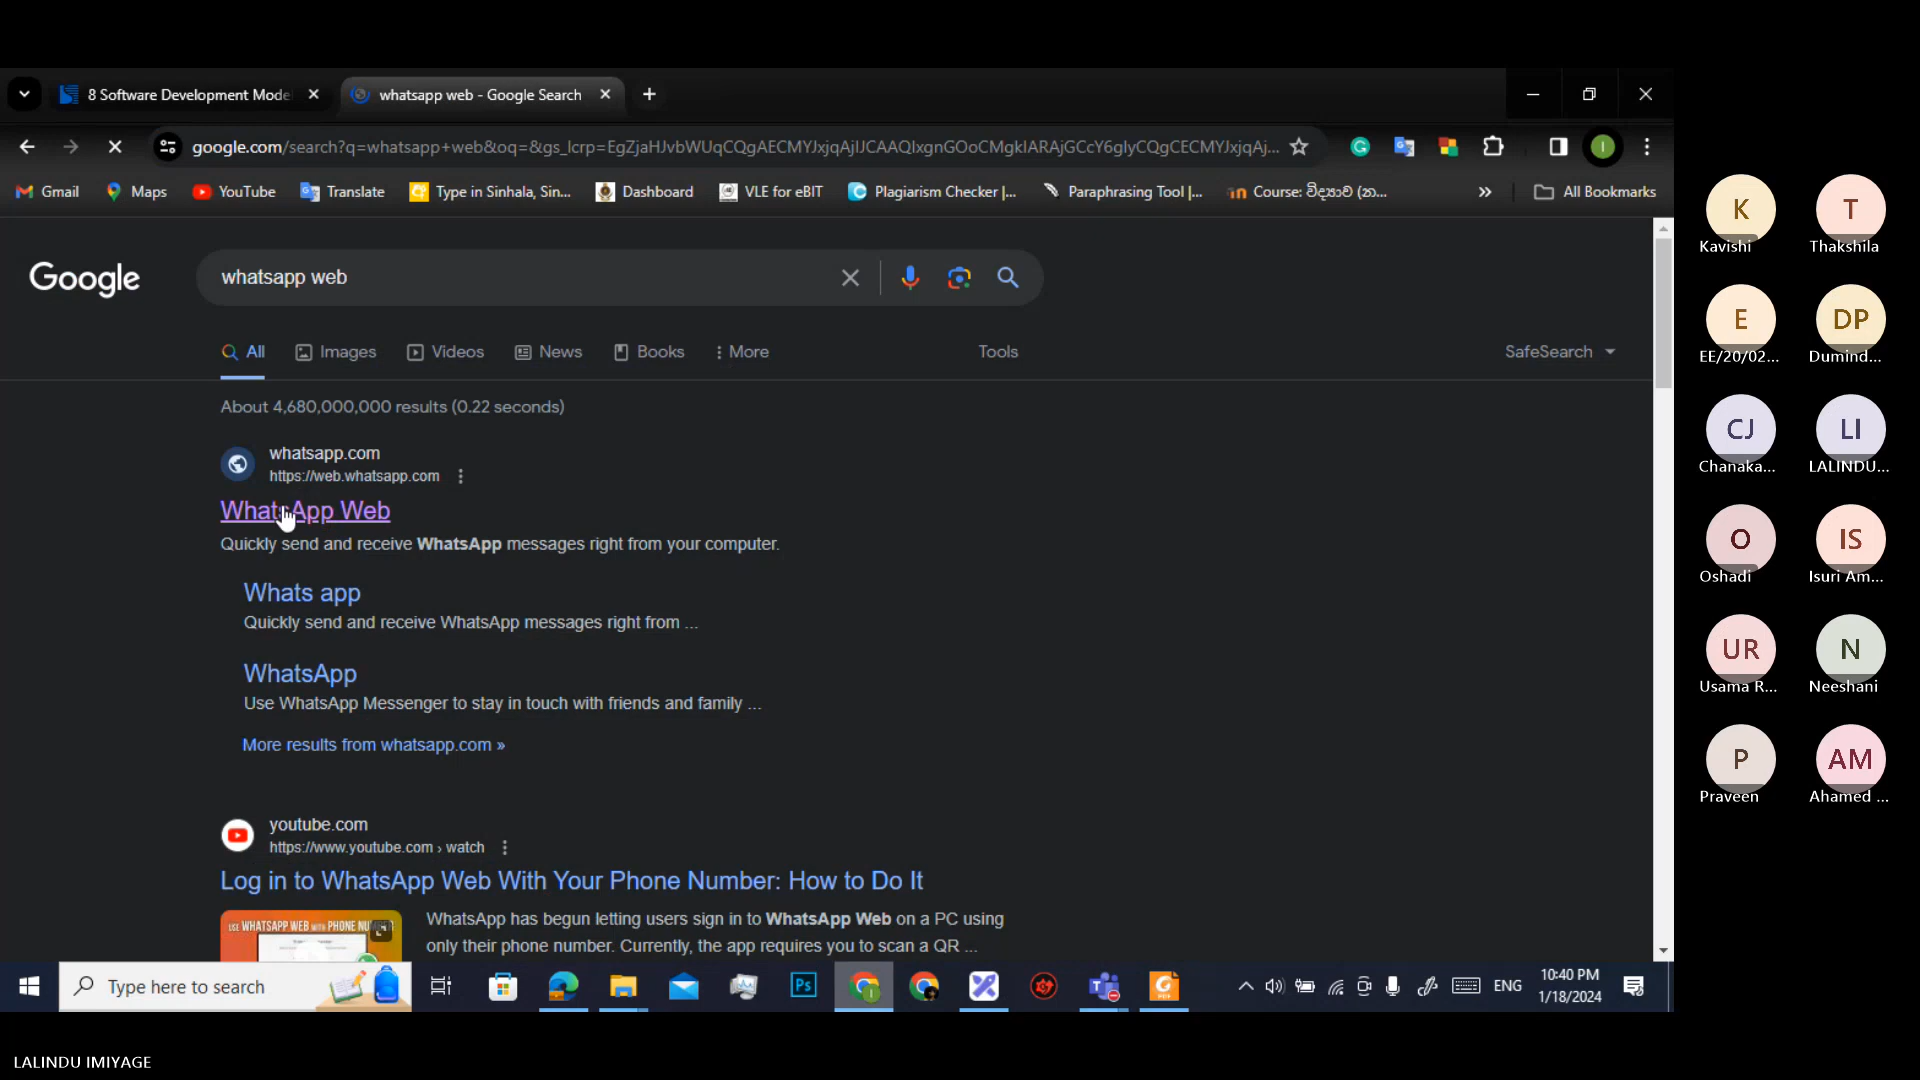 8 Software Development Mode
whatsapp web - Google Search
google.com/search?q=whatsapp+web&oq=&gs_lcrp=EgZjaHJvbWUqCQgAECMYJxjqAjIJCAAQIxgnGOoCMgkIARAjGCcY6gIyCQgCECMYJxjqAj...
Gmail
Maps
YouTube
Translate
Type in Sinhala, Sin...
Dashboard
VLE for eBIT
Plagiarism Checker |...
Paraphrasing Tool |...
Course: විද්‍යාව (න...
All Bookmarks
Google
whatsapp web
All
Images
Videos
News
Books
More
Tools
SafeSearch
About 4,680,000,000 results (0.22 seconds)
whatsapp.com
https://web.whatsapp.com
WhatsApp Web
Quickly send and receive WhatsApp messages right from your computer.
Whats app
Quickly send and receive WhatsApp messages right from ...
WhatsApp
Use WhatsApp Messenger to stay in touch with friends and family ...
More results from whatsapp.com »
youtube.com
https://www.youtube.com › watch
Log in to WhatsApp Web With Your Phone Number: How to Do It
USE WHATSAPP WEB WITH PHONE NU
WhatsApp has begun letting users sign in to WhatsApp Web on a PC using
only their phone number. Currently, the app requires you to scan a QR ...
Type here to search
Ps
ENG
10:40 PM
1/18/2024
K
Kavishi
T
Thakshila
E
EE/20/02...
DP
Dumind...
CJ
Chanaka...
LI
LALINDU...
O
Oshadi
IS
Isuri Am...
UR
Usama R...
N
Neeshani
P
Praveen
AM
Ahamed ...
LALINDU IMIYAGE